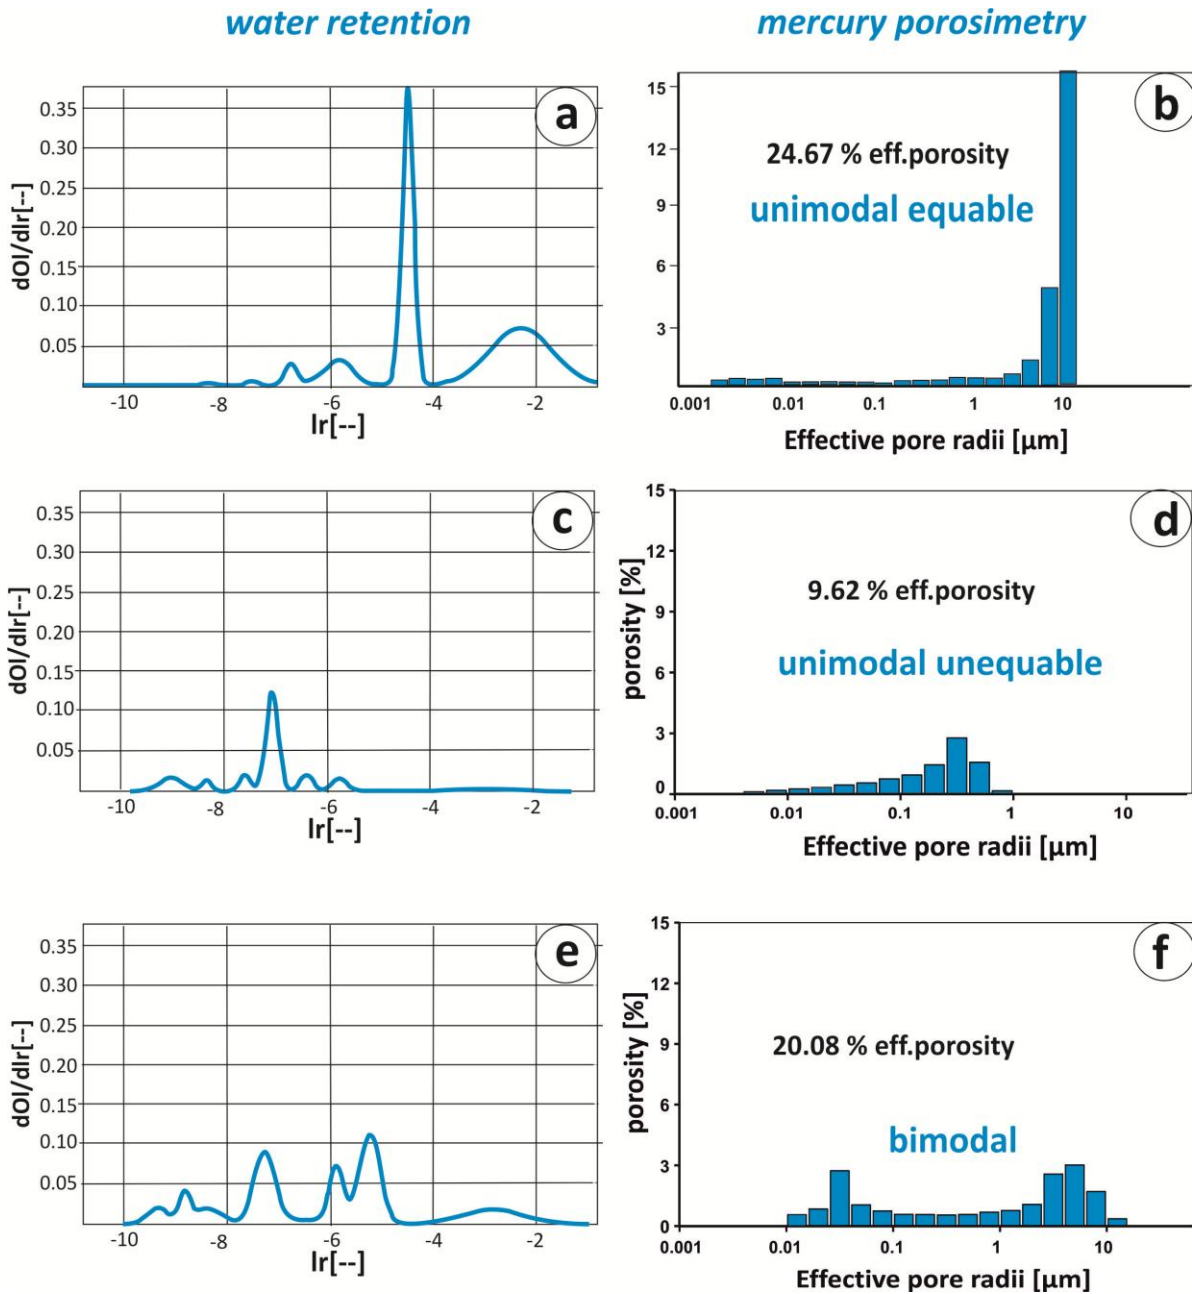 water retention
mercury porosimetry
a
0.35
0.30
0.25
0.20
0.15
0.10
0.05
dOI/dlr[--]
-10
-8
-6
-4
-2
lr[--]
b
15
12
9
6
3
24.67 % eff.porosity
unimodal equable
0.001
0.01
0.1
1
10
Effective pore radii [µm]
c
0.35
0.30
0.25
0.20
0.15
0.10
0.05
dOI/dlr[--]
-10
-8
-6
-4
-2
lr[--]
d
15
12
9
6
3
0
porosity [%]
9.62 % eff.porosity
unimodal unequable
0.001
0.01
0.1
1
10
Effective pore radii [µm]
e
0.35
0.30
0.25
0.20
0.15
0.10
0.05
dOI/dlr[--]
-10
-8
-6
-4
-2
lr[--]
f
15
12
9
6
3
0
porosity [%]
20.08 % eff.porosity
bimodal
0.001
0.01
0.1
1
10
Effective pore radii [µm]